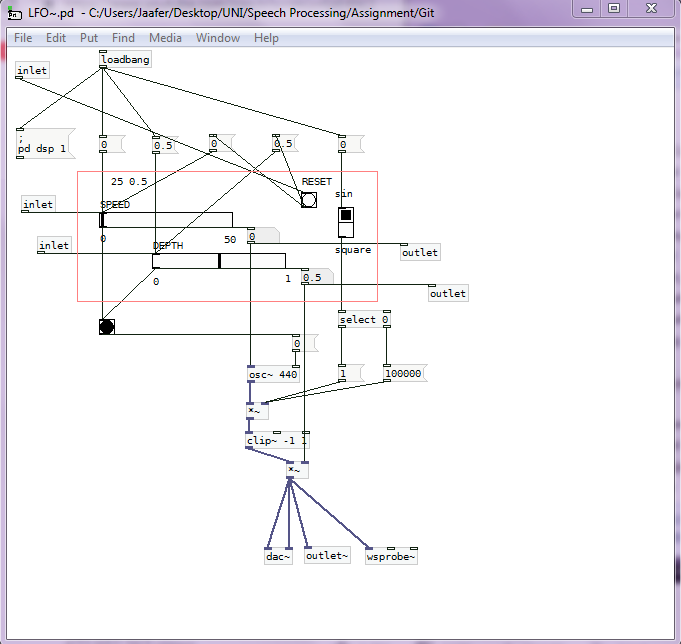 LFO~.pd - C:/Users/Jaafer/Desktop/UNI/Speech Processing/Assignment/Git
File Edit Put Find Media Window Help
loadbang
inlet
;
pd dsp 1
0
0.5
0
0.5
0
25 0.5
RESET
sin
inlet
SPEED
0
50
0
inlet
DEPTH
square
outlet
0
1
0.5
outlet
select 0
0
osc~ 440
1
100000
*~
clip~ -1 1
*~
dac~
outlet~
wsprobe~